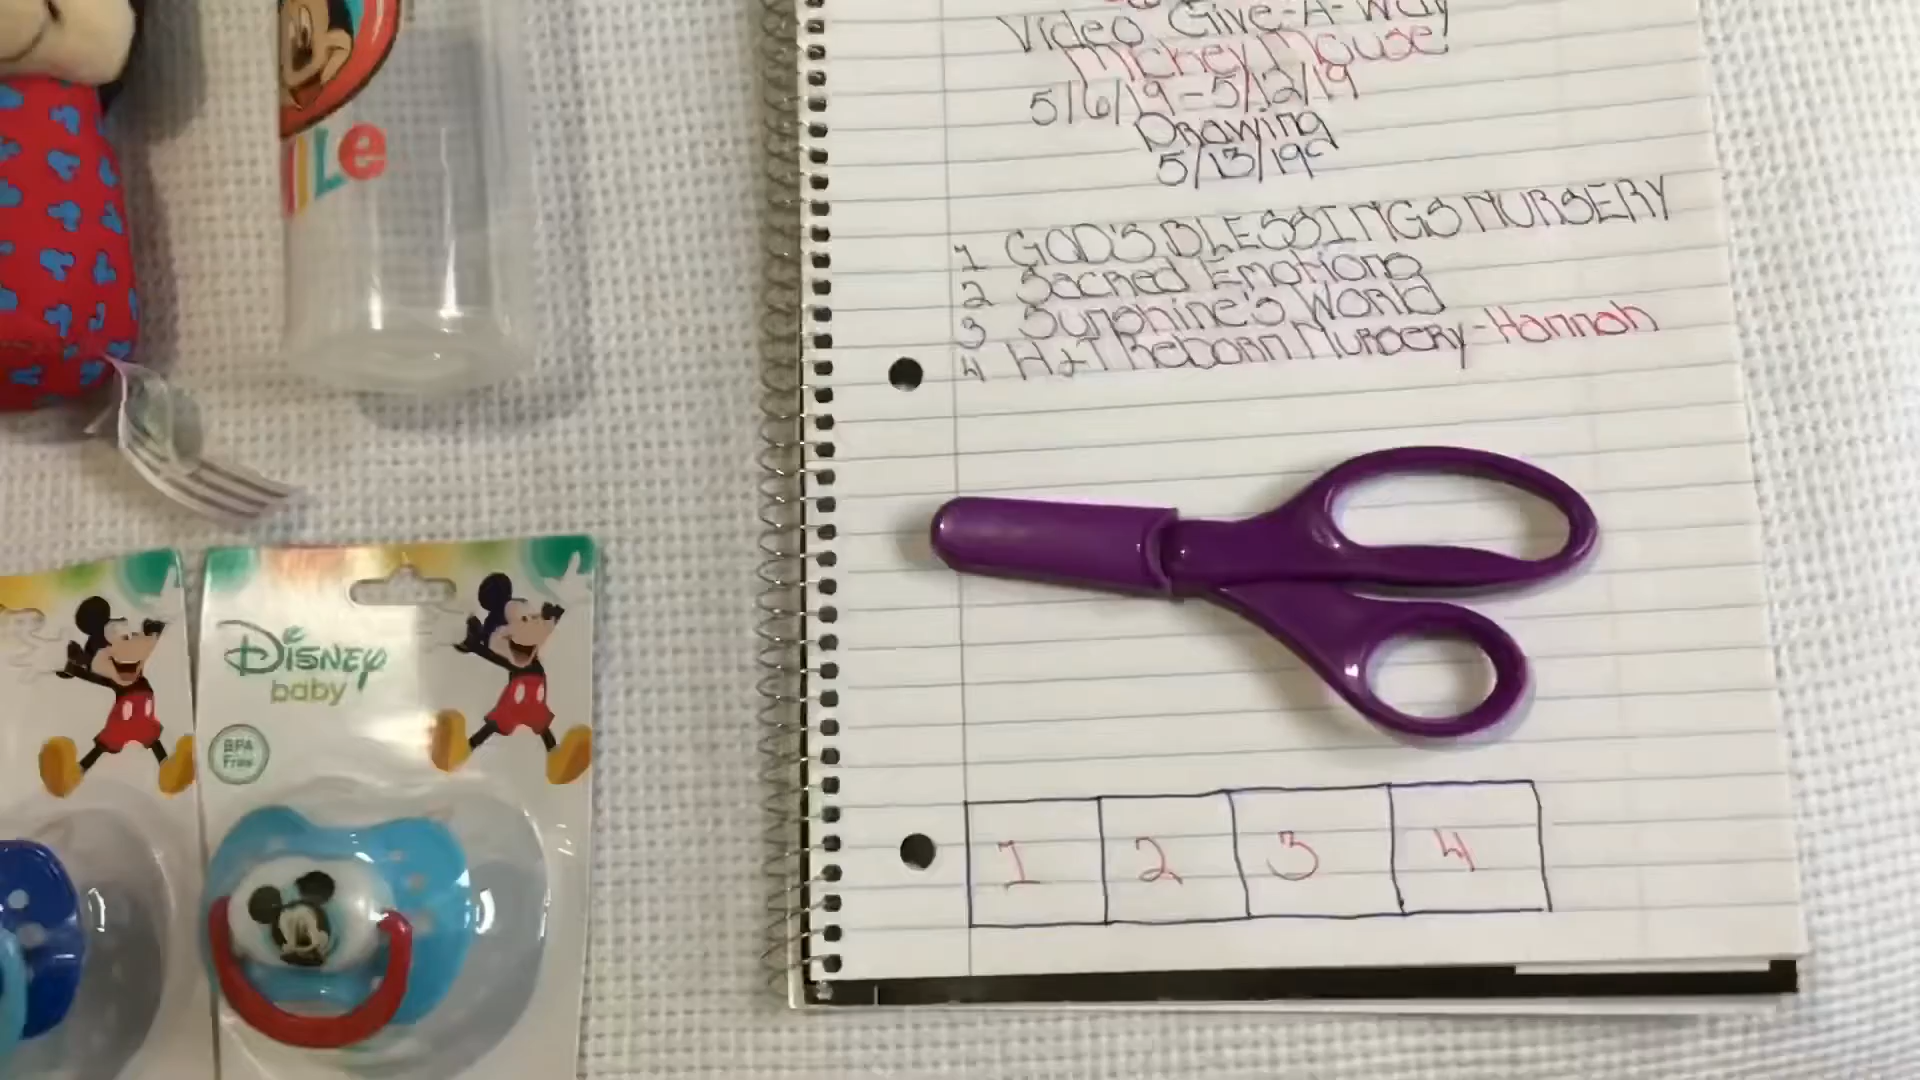 Video Give-A-Way
Mickey Mouse
5/6/19-5/12/19
Drawing
5/13/19
1 GOD'S BLESSINGS NURSERY
2 Sacred Emotions
3 Sunshine's World
4 H+T Reborn Nursery-Hannah
1 2 3 4
ILe
Disney
baby
BPA
Free